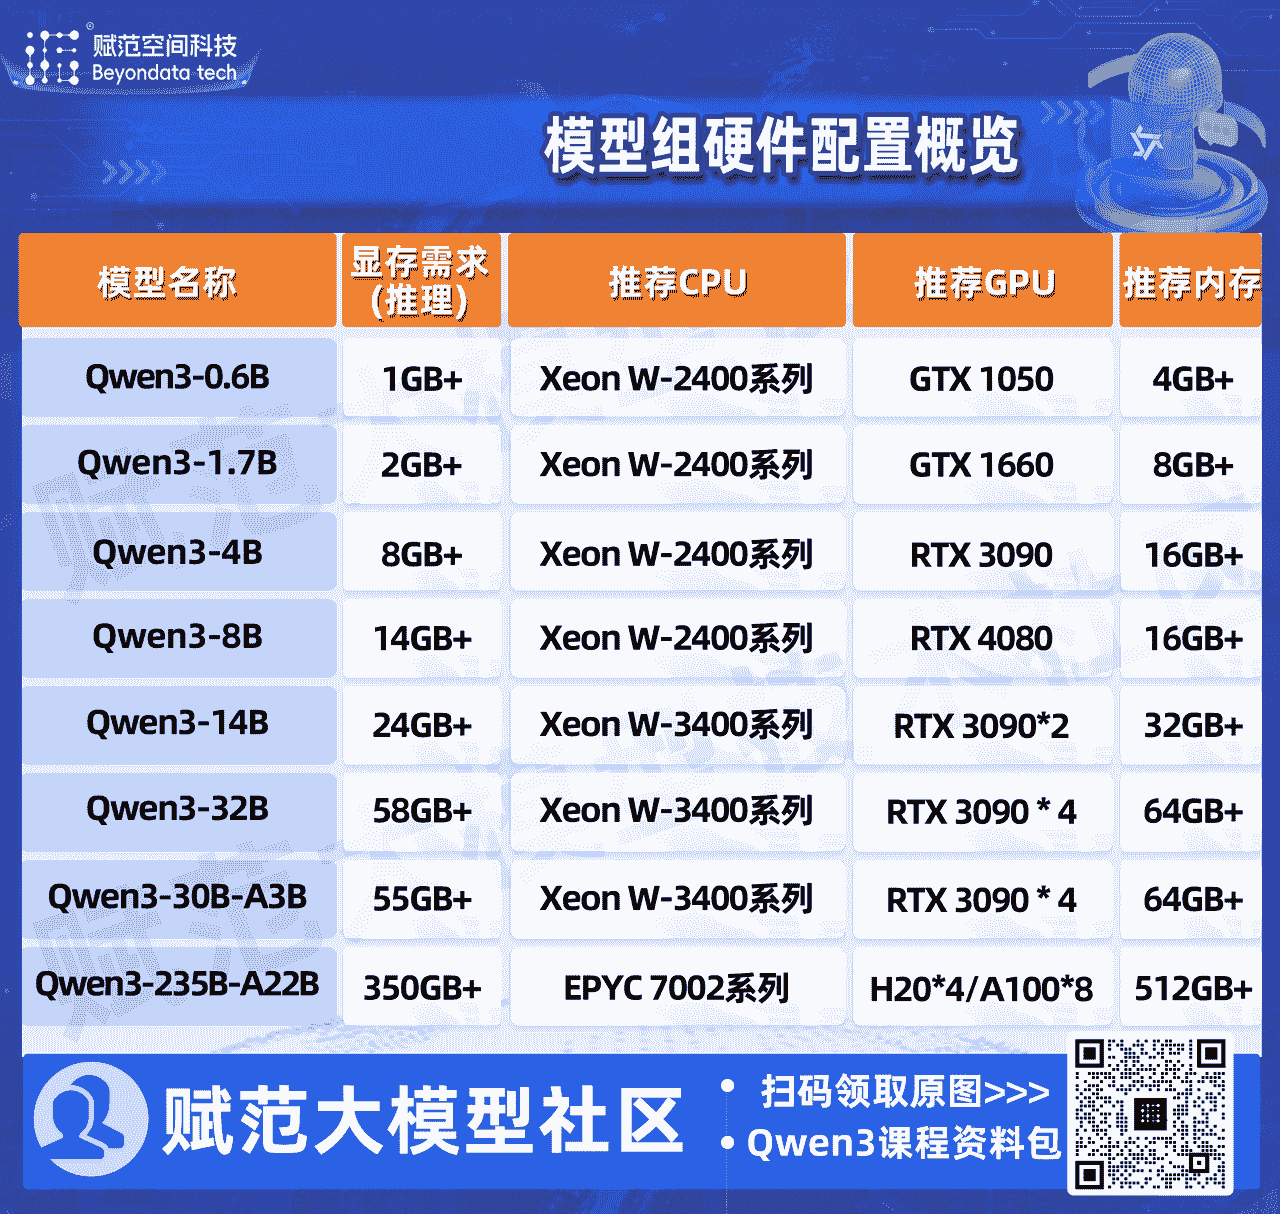 赋范空间科技
Beyondata tech
模型组硬件配置概览
模型名称 显存需求(推理) 推荐CPU 推荐GPU 推荐内存
Qwen3-0.6B 1GB+ Xeon W-2400系列 GTX 1050 4GB+
Qwen3-1.7B 2GB+ Xeon W-2400系列 GTX 1660 8GB+
Qwen3-4B 8GB+ Xeon W-2400系列 RTX 3090 16GB+
Qwen3-8B 14GB+ Xeon W-2400系列 RTX 4080 16GB+
Qwen3-14B 24GB+ Xeon W-3400系列 RTX 3090*2 32GB+
Qwen3-32B 58GB+ Xeon W-3400系列 RTX 3090 * 4 64GB+
Qwen3-30B-A3B 55GB+ Xeon W-3400系列 RTX 3090 * 4 64GB+
Qwen3-235B-A22B 350GB+ EPYC 7002系列 H20*4/A100*8 512GB+
赋范大模型社区
• 扫码领取原图>>>
• Qwen3课程资料包